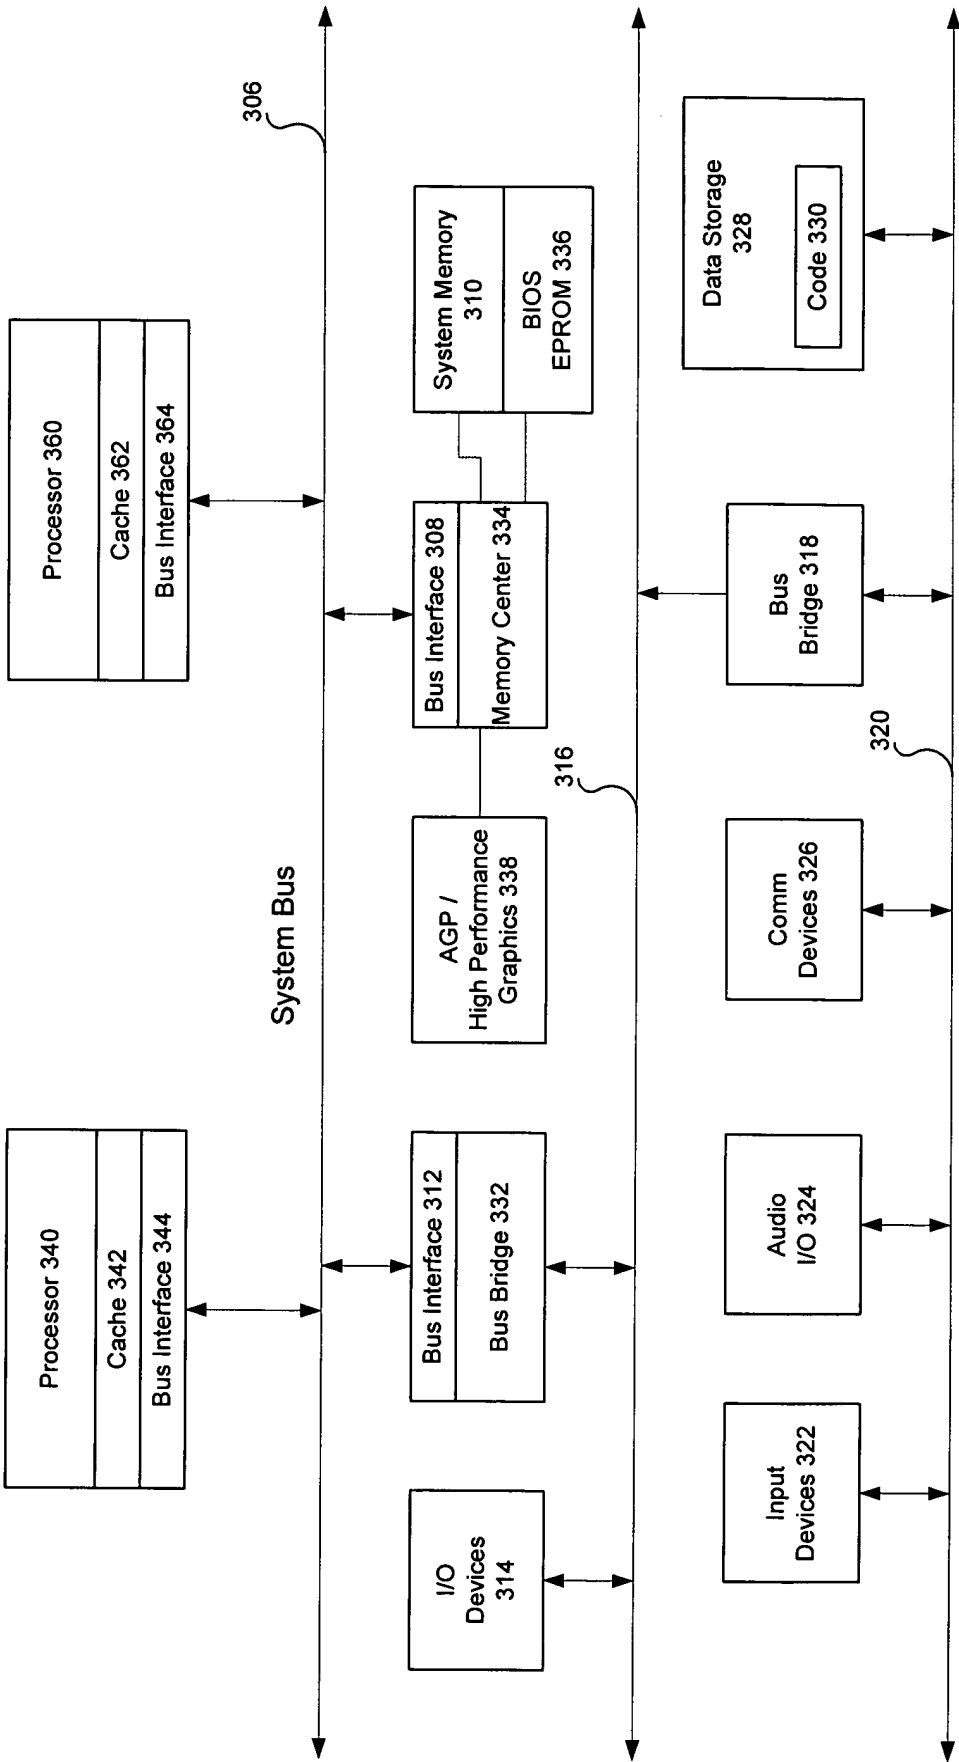 Processor 340
Cache 342
Bus Interface 344
Processor 360
Cache 362
Bus Interface 364
306
System Bus
I/O
Devices
314
Bus Interface 312
Bus Bridge 332
AGP /
High Performance
Graphics 338
Bus Interface 308
Memory Center 334
System Memory
310
BIOS
EPROM 336
316
Input
Devices 322
Audio
I/O 324
Comm
Devices 326
Bus
Bridge 318
Data Storage
328
Code 330
320